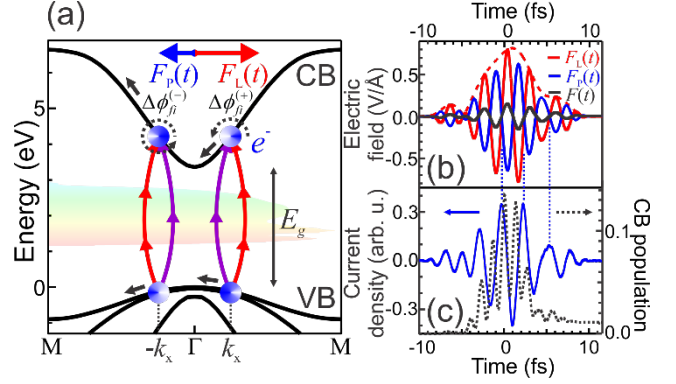 (a)
F_P(t) F_L(t)
CB
Δϕ_fi^(-) Δϕ_fi^(+)
e-
E_g
VB
Energy (eV)
5
0
M -k_x Γ k_x M
Time (fs)
-10 0 10
F_L(t)
F_P(t)
F(t)
Electric
field (V/Å)
0.5
0.0
-0.5
(b)
Current
density (arb. u.)
0.3
0.0
-0.3
(c)
CB population
0.1
0.0
-10 0 10
Time (fs)